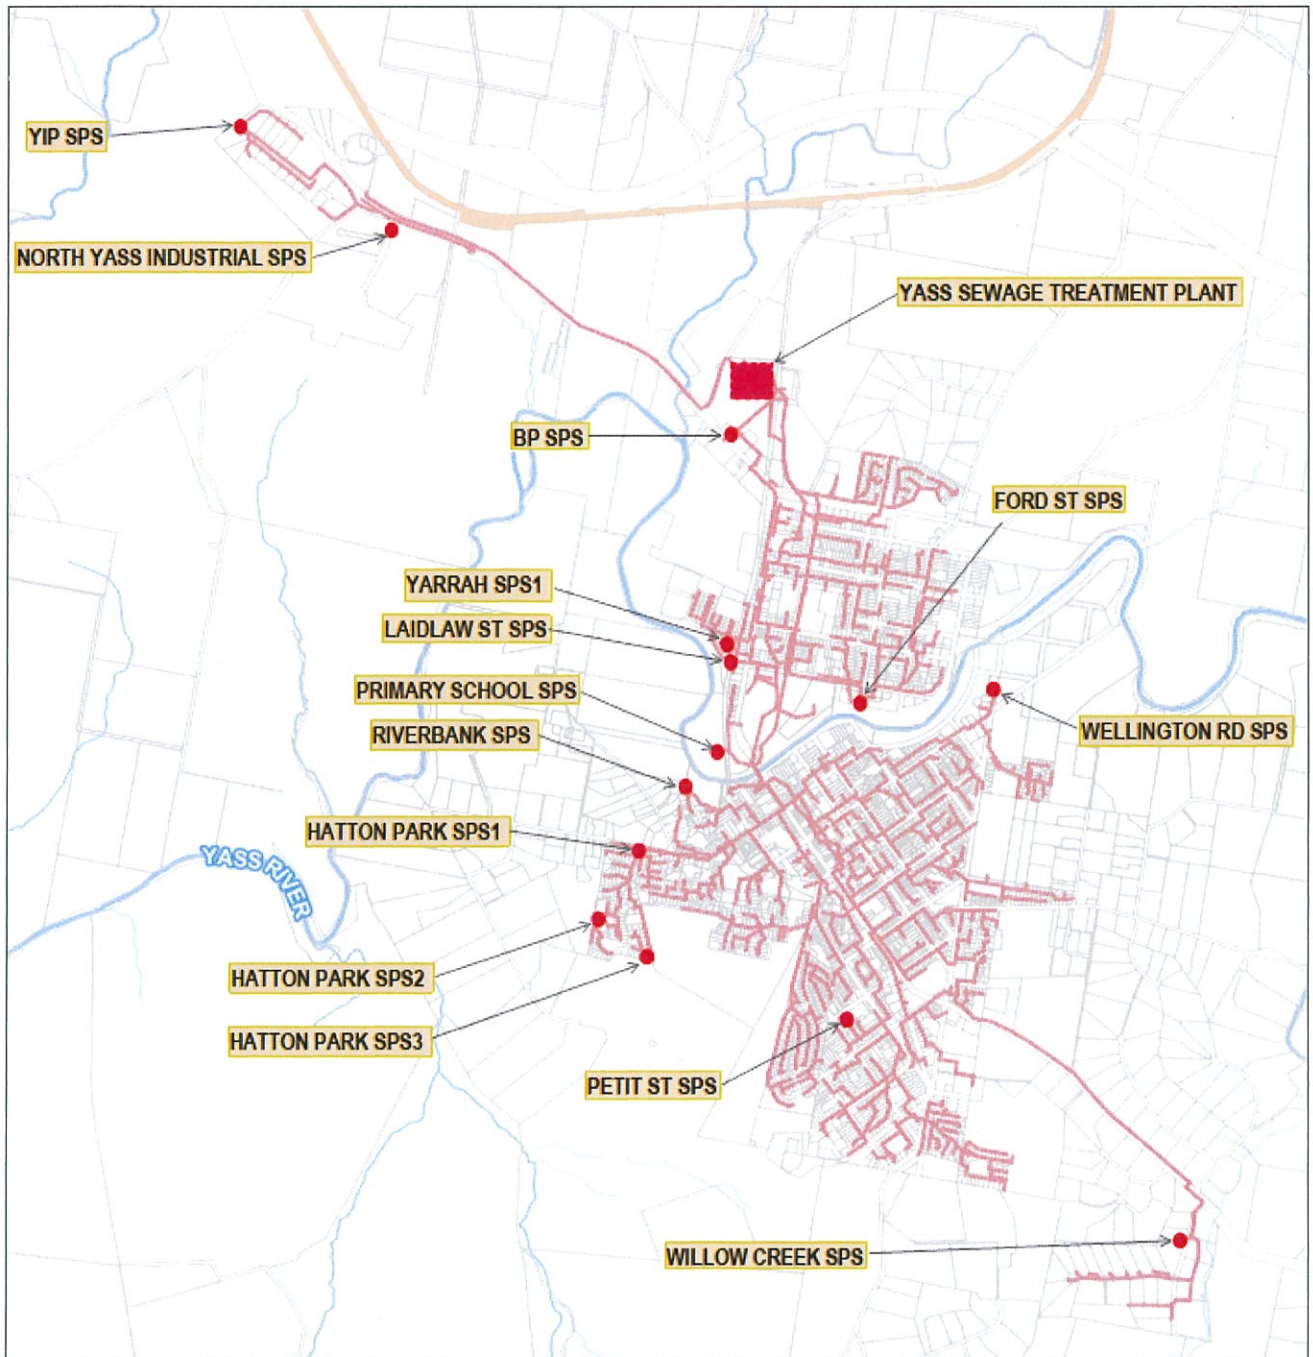 YIP SPS
NORTH YASS INDUSTRIAL SPS
YASS SEWAGE TREATMENT PLANT
BP SPS
FORD ST SPS
YARRAH SPS1
LAIDLAW ST SPS
PRIMARY SCHOOL SPS
RIVERBANK SPS
WELLINGTON RD SPS
HATTON PARK SPS1
YASS RIVER
HATTON PARK SPS2
HATTON PARK SPS3
PETIT ST SPS
WILLOW CREEK SPS